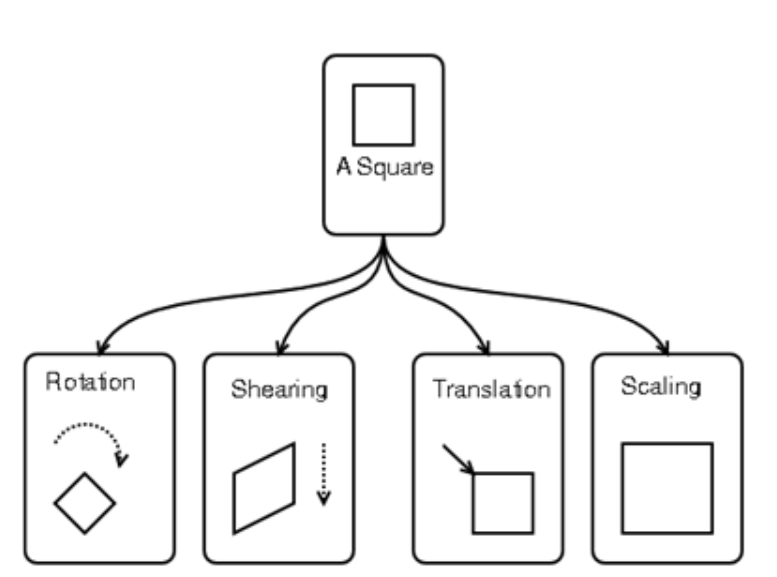 A Square
Rotation
Shearing
Translation
Scaling